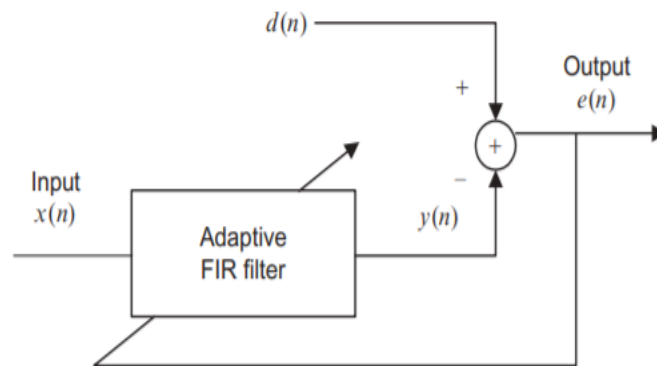 d(n)
+
Output
e(n)
+
−
Input
x(n)
Adaptive
FIR filter
y(n)